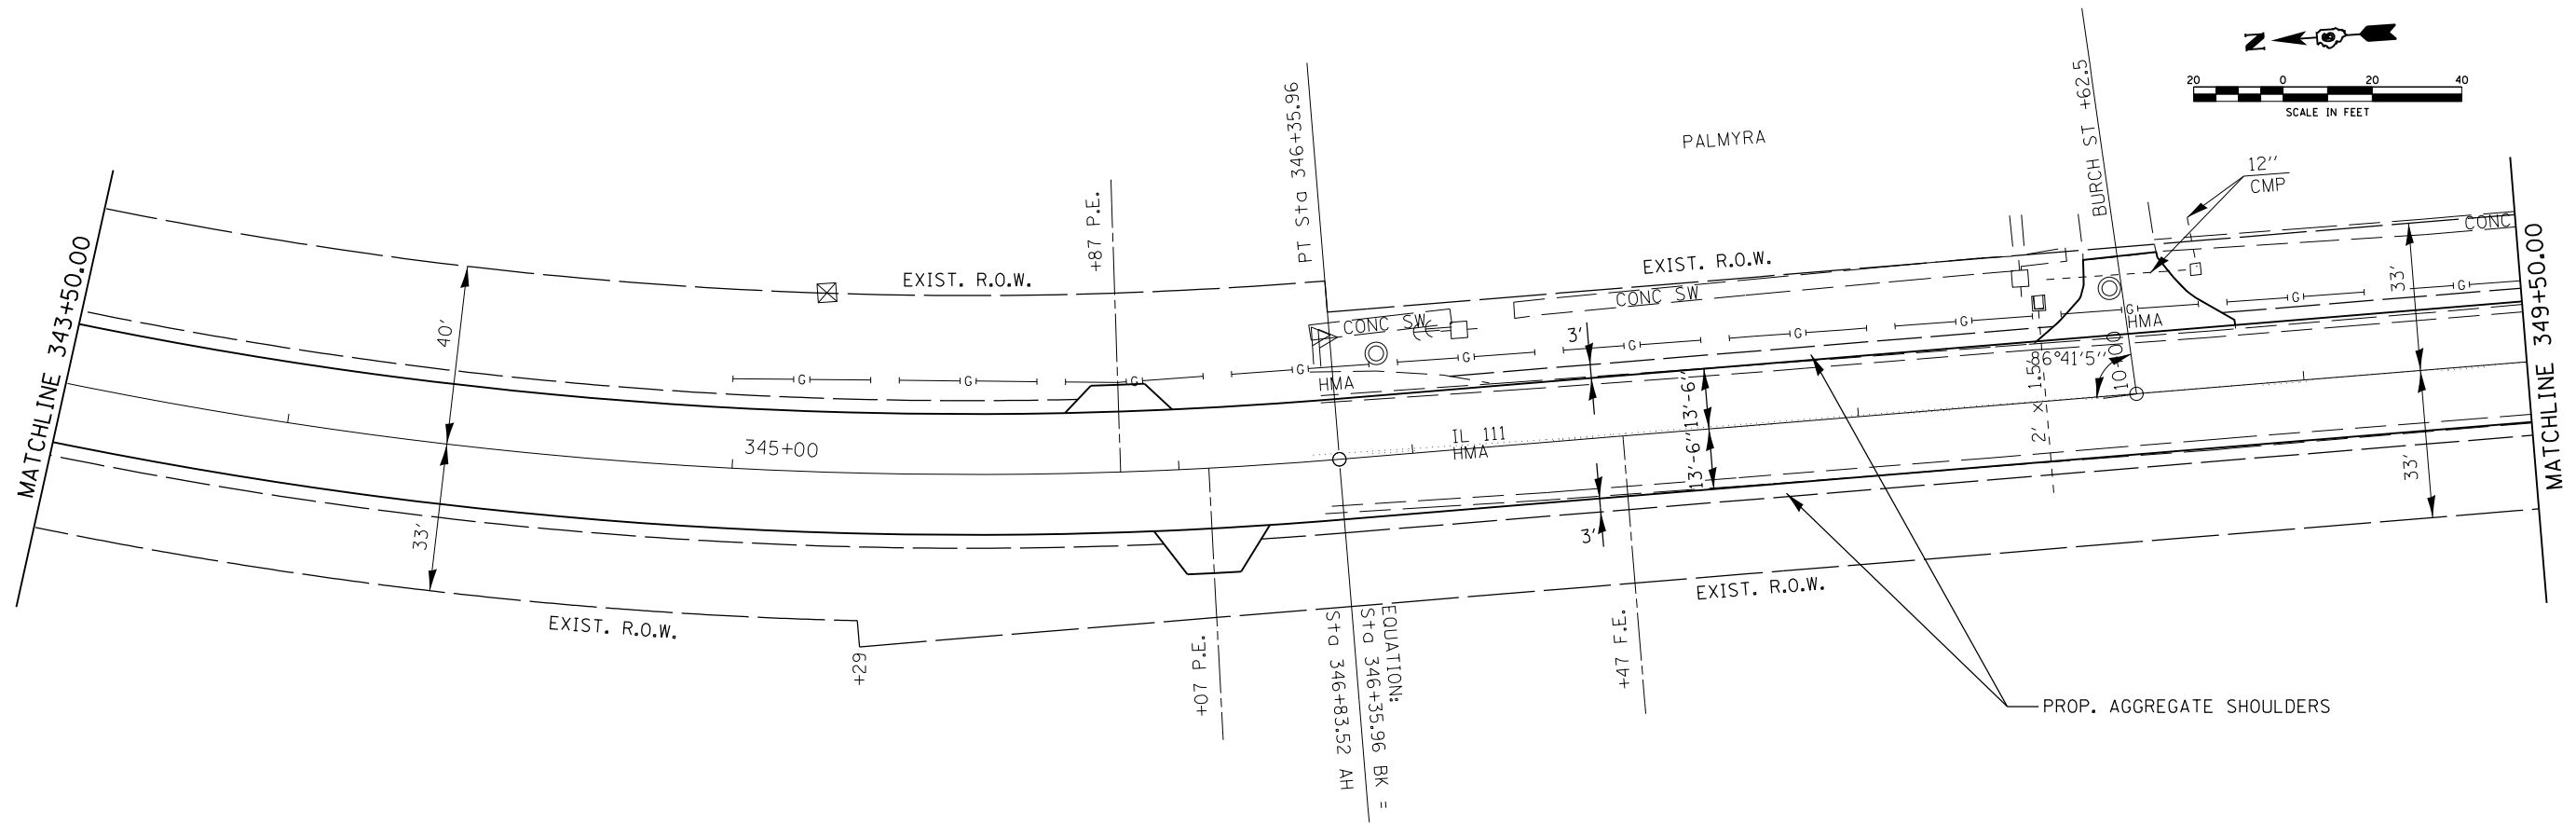 N
20 0 20 40
SCALE IN FEET
MATCHLINE 343+50.00
40'
33'
EXIST. R.O.W.
345+00
+29
EXIST. R.O.W.
G G G G G G G G G G G
+87 P.E.
+07 P.E.
PT Sta 346+35.96
EQUATION:
Sta 346+35.96 BK =
Sta 346+83.52 AH
CONC SW
HMA
IL 111
HMA
3'
3'
13'-6"
13'-6"
+47 F.E.
PALMYRA
EXIST. R.O.W.
CONC SW
EXIST. R.O.W.
PROP. AGGREGATE SHOULDERS
BURCH ST +62.5
12"
CMP
HMA
86°41'5"
10+00
2' x 1.5'
CONC
33'
33'
MATCHLINE 349+50.00